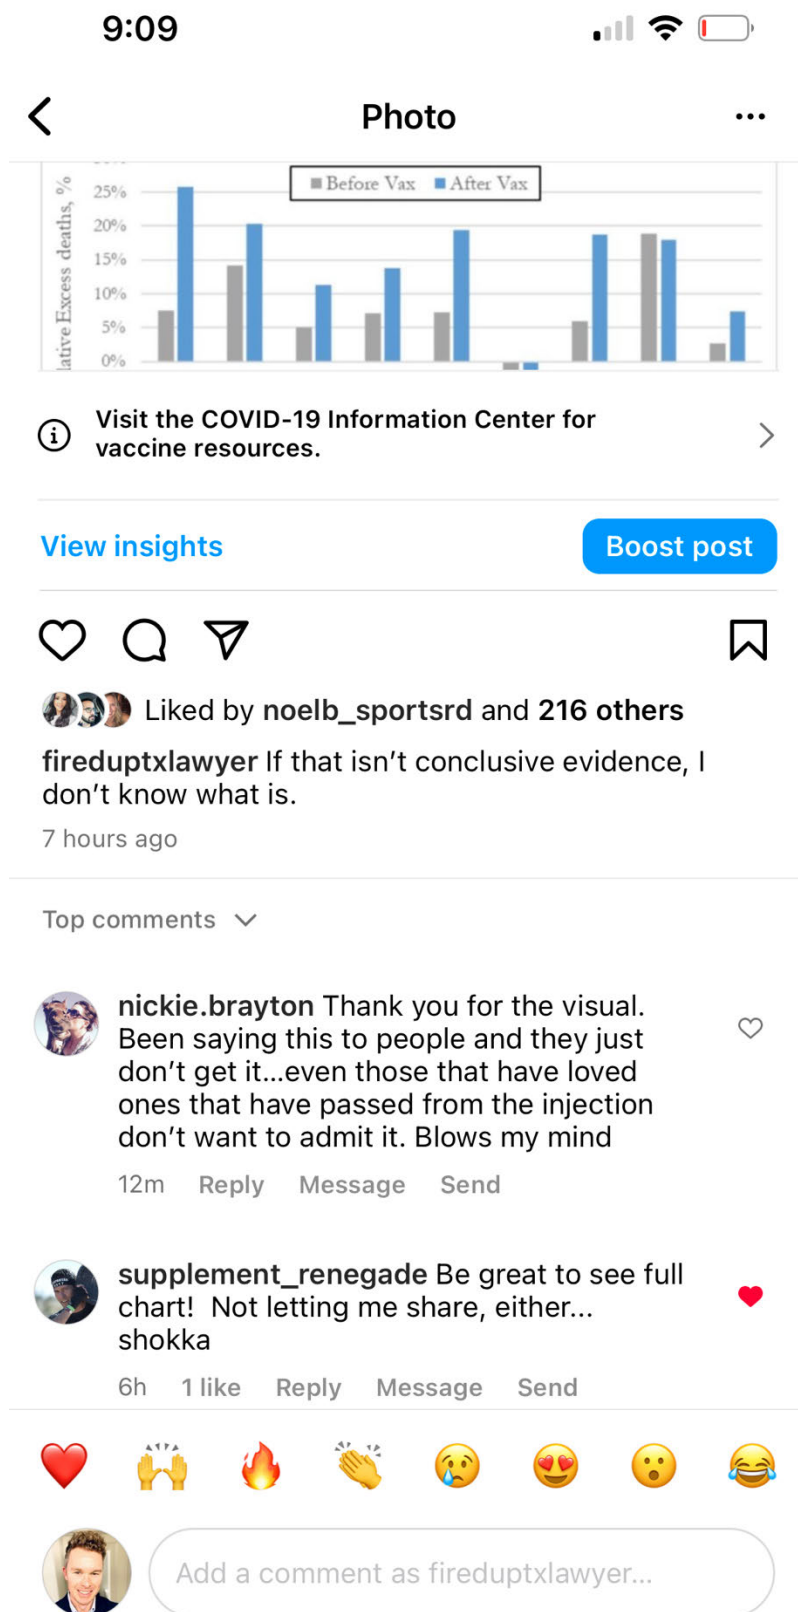 9:09
Photo
Before Vax After Vax
lative Excess deaths, %
25%
20%
15%
10%
5%
0%
Visit the COVID-19 Information Center for
vaccine resources.
View insights
Boost post
Liked by noelb_sportsrd and 216 others
fireduptxlawyer If that isn’t conclusive evidence, I
don’t know what is.
7 hours ago
Top comments
nickie.brayton Thank you for the visual.
Been saying this to people and they just
don’t get it...even those that have loved
ones that have passed from the injection
don’t want to admit it. Blows my mind
12m Reply Message Send
supplement_renegade Be great to see full
chart! Not letting me share, either...
shokka
6h 1 like Reply Message Send
Add a comment as fireduptxlawyer...